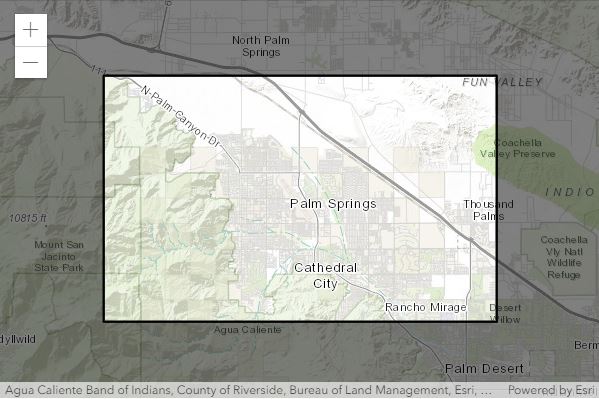 +
North Palm
Springs
−
111
N-Palm-Canyon-Dr
FUN VALLEY
Coachella
Valley Preserve
INDIO
Palm Springs
Thousand
Palms
10815 ft
Mount San
Jacinto
State Park
Coachella
Vly Natl
Wildlife
Refuge
Cathedral
City
Rancho Mirage
Desert
Willow
Agua Caliente
dyllwild
Berm
Palm Desert
Agua Caliente Band of Indians, County of Riverside, Bureau of Land Management, Esri, ...
Powered by Esri